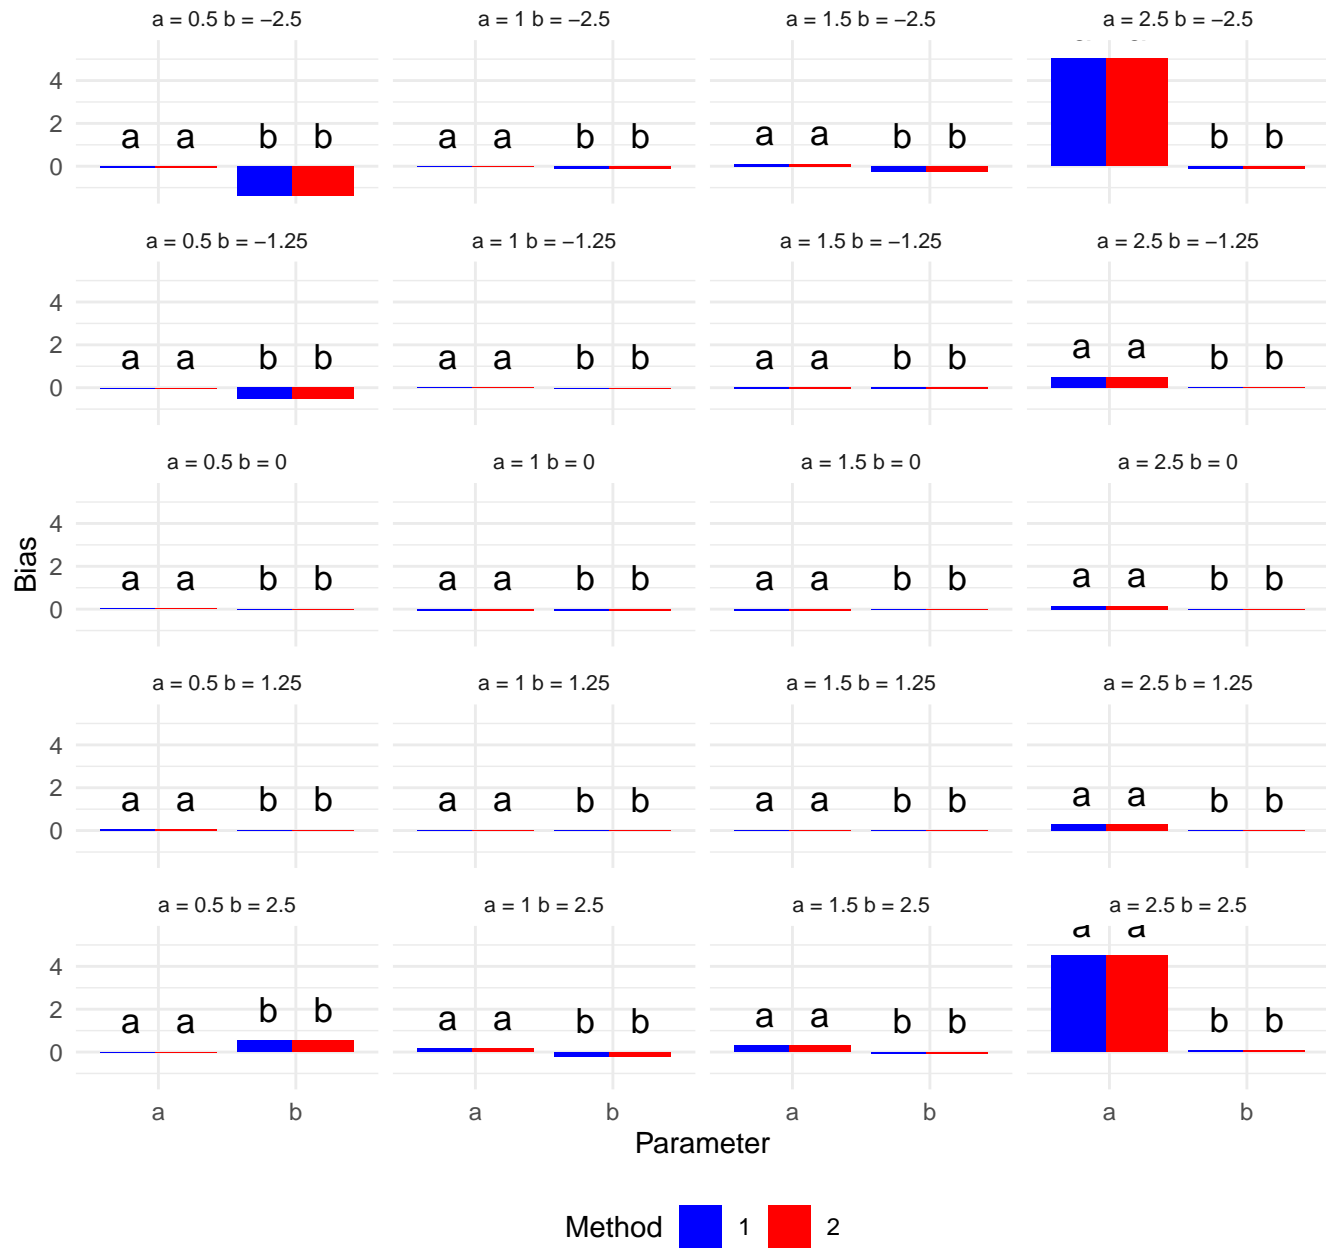 a = 0.5 b = −2.5 a = 1 b = −2.5 a = 1.5 b = −2.5 a = 2.5 b = −2.5
4
2
0
a a b b a a b b a a b b a a b b
a = 0.5 b = −1.25 a = 1 b = −1.25 a = 1.5 b = −1.25 a = 2.5 b = −1.25
4
2
0
a a b b a a b b a a b b a a b b
a = 0.5 b = 0 a = 1 b = 0 a = 1.5 b = 0 a = 2.5 b = 0
Bias
4
2
0
a a b b a a b b a a b b a a b b
a = 0.5 b = 1.25 a = 1 b = 1.25 a = 1.5 b = 1.25 a = 2.5 b = 1.25
4
2
0
a a b b a a b b a a b b a a b b
a = 0.5 b = 2.5 a = 1 b = 2.5 a = 1.5 b = 2.5 a = 2.5 b = 2.5
4
2
0
a a b b a a b b a a b b a a b b
a b a b a b a b
Parameter
Method 1 2